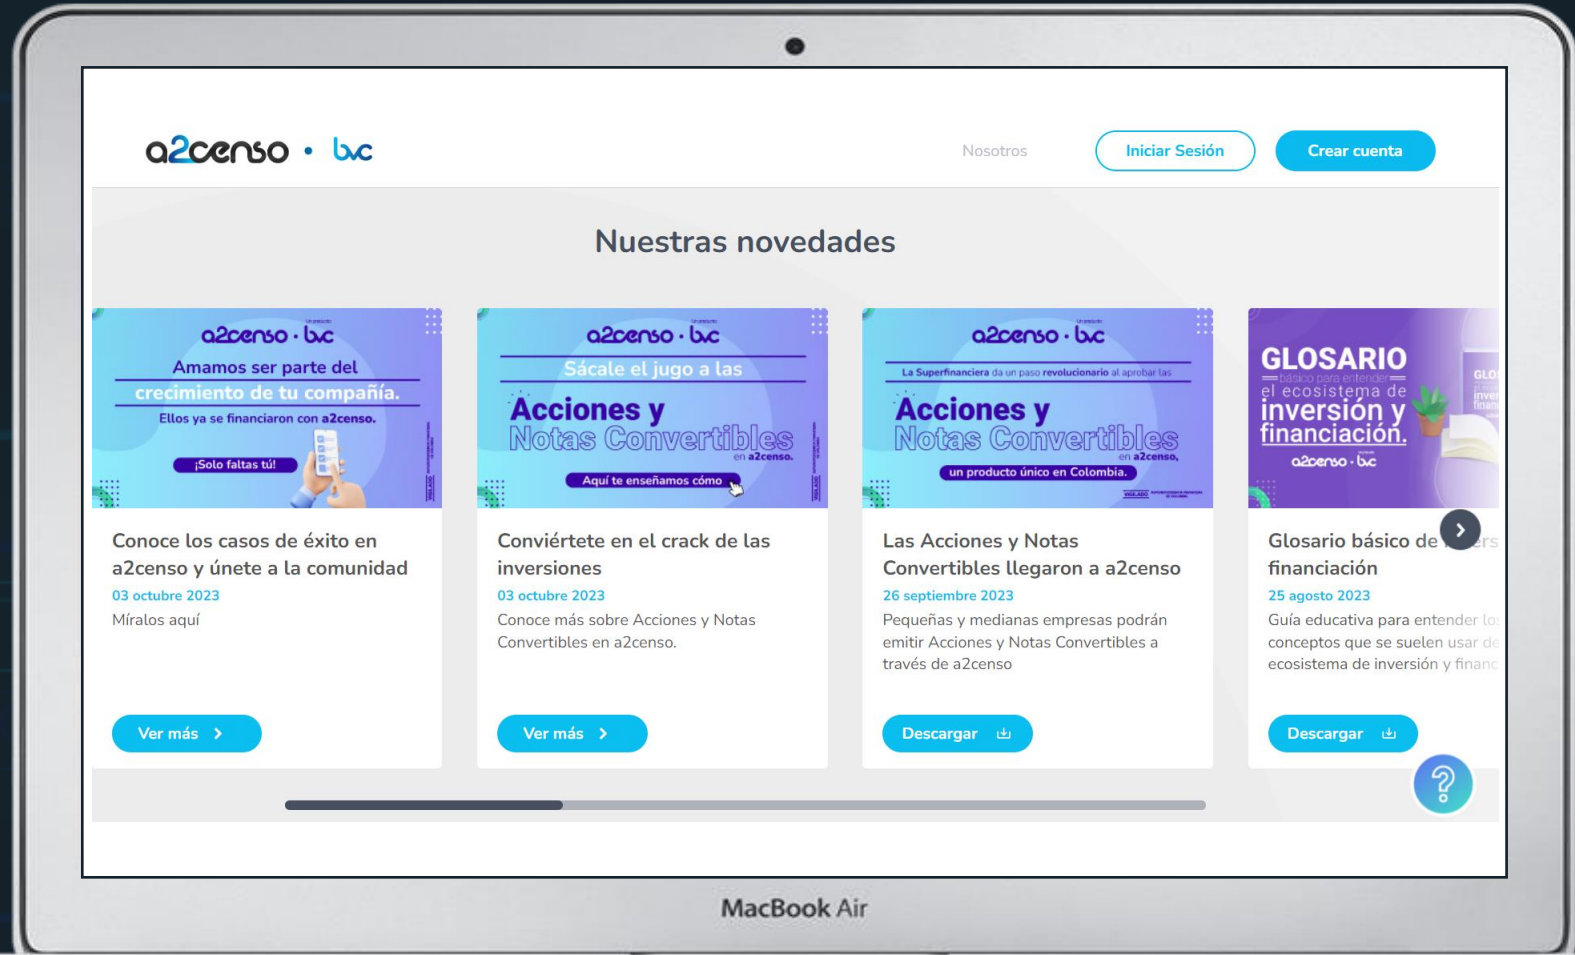 a2censo · bvc
Nosotros
Iniciar Sesión
Crear cuenta
Nuestras novedades
a2censo · bvc
Amamos ser parte del
crecimiento de tu compañía.
Ellos ya se financiaron con a2censo.
¡Solo faltas tú!
VIGILADO
Conoce los casos de éxito en
a2censo y únete a la comunidad
03 octubre 2023
Míralos aquí
Ver más
a2censo · bvc
Sácale el jugo a las
Acciones y
Notas Convertibles
en a2censo.
Aquí te enseñamos cómo
VIGILADO
Conviértete en el crack de las
inversiones
03 octubre 2023
Conoce más sobre Acciones y Notas
Convertibles en a2censo.
Ver más
a2censo · bvc
La Superfinanciera da un paso revolucionario al aprobar las
Acciones y
Notas Convertibles
en a2censo,
un producto único en Colombia.
VIGILADO
Las Acciones y Notas
Convertibles llegaron a a2censo
26 septiembre 2023
Pequeñas y medianas empresas podrán
emitir Acciones y Notas Convertibles a
través de a2censo
Descargar
GLOSARIO
básico para entender
el ecosistema de
inversión y
financiación.
a2censo · bvc
Glosario básico de
financiación
25 agosto 2023
Guía educativa para entender los
conceptos que se suelen usar de
ecosistema de inversión y financ
Descargar
?
MacBook Air